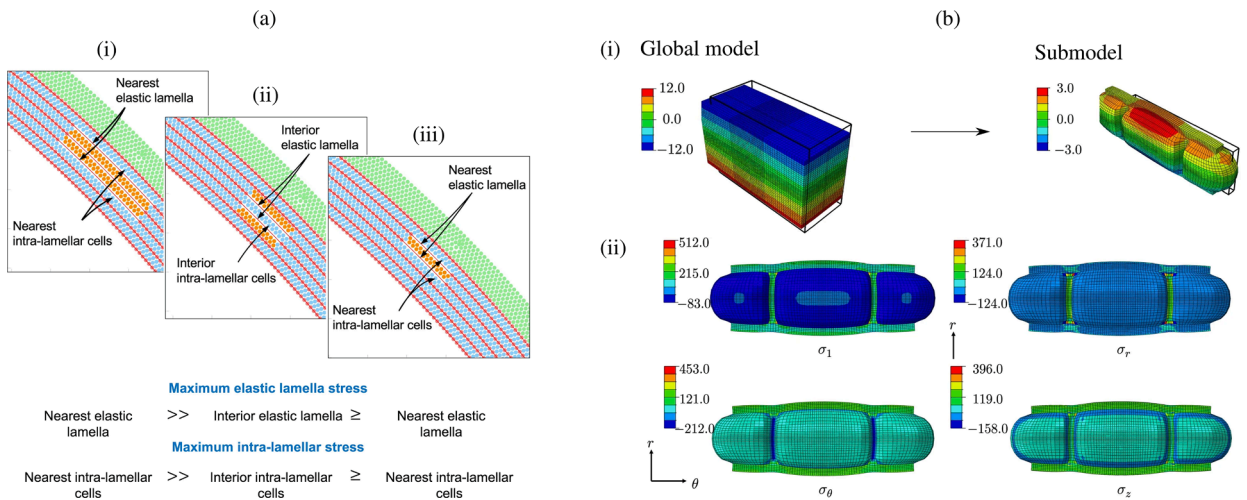 (a)
(i)
Nearest
elastic lamella
Nearest
intra-lamellar cells
(ii)
Interior
elastic lamella
Interior
intra-lamellar cells
(iii)
Nearest
elastic lamella
Nearest
intra-lamellar cells
Maximum elastic lamella stress
Nearest elastic lamella >> Interior elastic lamella ≥ Nearest elastic lamella
Maximum intra-lamellar stress
Nearest intra-lamellar cells >> Interior intra-lamellar cells ≥ Nearest intra-lamellar cells
(b)
(i) Global model
12.0
0.0
−12.0
Submodel
3.0
0.0
−3.0
(ii)
512.0
215.0
−83.0
σ1
371.0
124.0
−124.0
σr
r
453.0
121.0
−212.0
σθ
r
θ
396.0
119.0
−158.0
σz